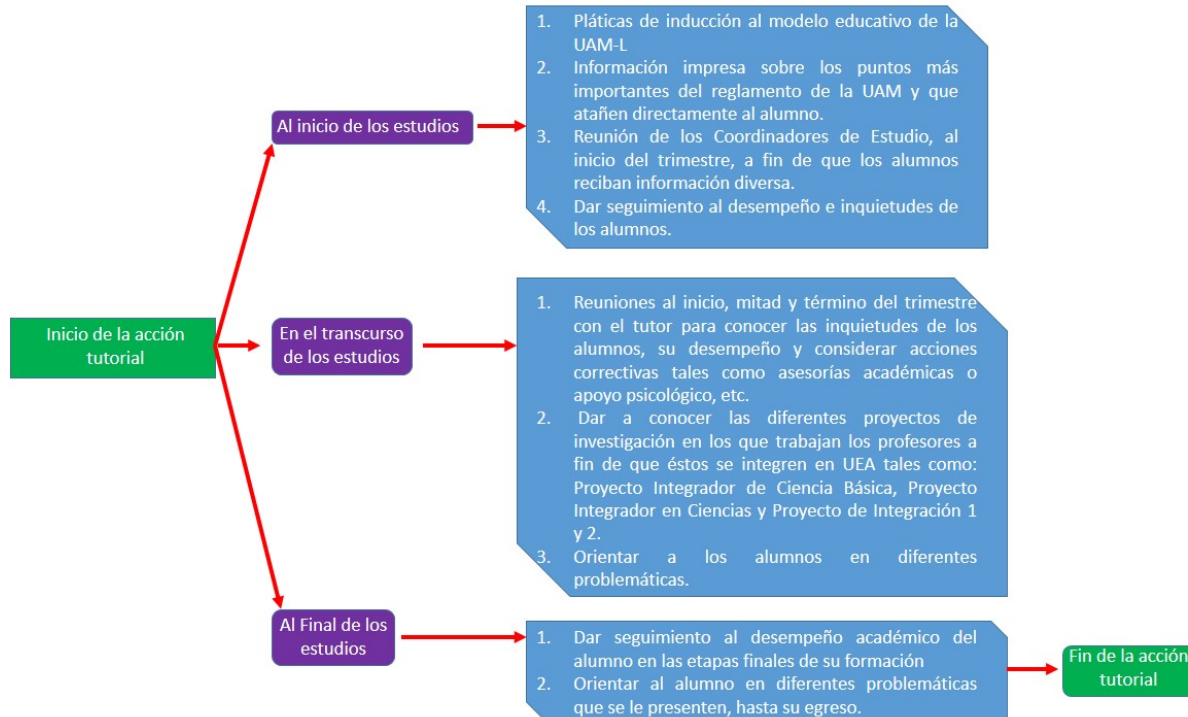 Inicio de la acción
tutorial
Al inicio de los estudios
1. Pláticas de inducción al modelo educativo de la
UAM-L
2. Información impresa sobre los puntos más
importantes del reglamento de la UAM y que
atañen directamente al alumno.
3. Reunión de los Coordinadores de Estudio, al
inicio del trimestre, a fin de que los alumnos
reciban información diversa.
4. Dar seguimiento al desempeño e inquietudes de
los alumnos.
En el transcurso
de los estudios
1. Reuniones al inicio, mitad y término del trimestre
con el tutor para conocer las inquietudes de los
alumnos, su desempeño y considerar acciones
correctivas tales como asesorías académicas o
apoyo psicológico, etc.
2. Dar a conocer las diferentes proyectos de
investigación en los que trabajan los profesores a
fin de que éstos se integren en UEA tales como:
Proyecto Integrador de Ciencia Básica, Proyecto
Integrador en Ciencias y Proyecto de Integración 1
y 2.
3. Orientar a los alumnos en diferentes
problemáticas.
Al Final de los
estudios
1. Dar seguimiento al desempeño académico del
alumno en las etapas finales de su formación
2. Orientar al alumno en diferentes problemáticas
que se le presenten, hasta su egreso.
Fin de la acción
tutorial